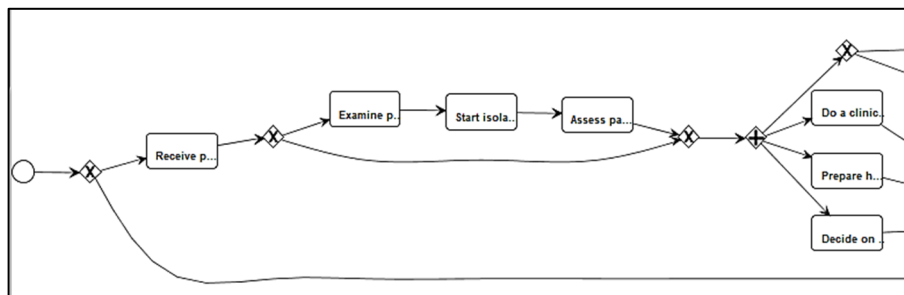 Examine p...
Start isola...
Assess pa...
Receive p...
Do a clinic...
Prepare h...
Decide on ...